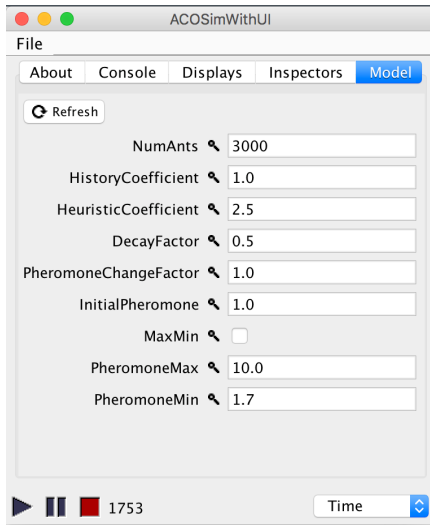 ACOSimWithUI
File
About Console Displays Inspectors Model
Refresh
NumAnts 3000
HistoryCoefficient 1.0
HeuristicCoefficient 2.5
DecayFactor 0.5
PheromoneChangeFactor 1.0
InitialPheromone 1.0
MaxMin
PheromoneMax 10.0
PheromoneMin 1.7
1753 Time